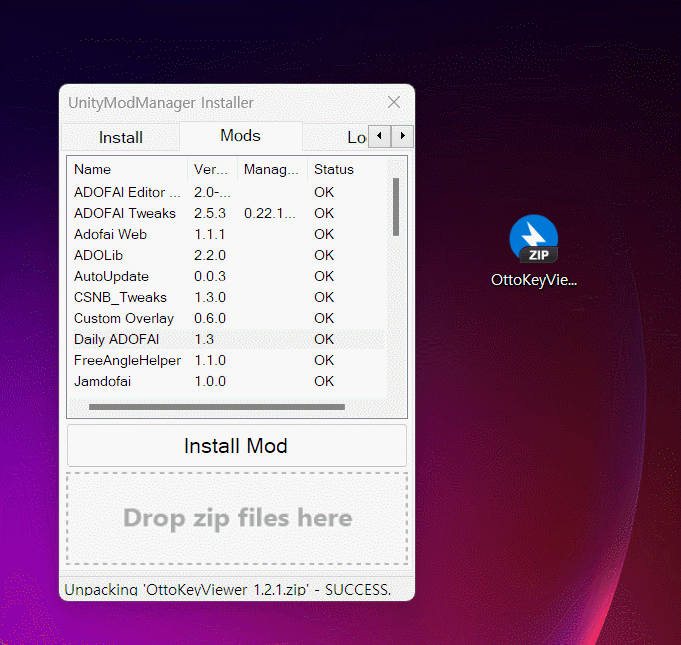 UnityModManager Installer
Install Mods Lo
Name Ver... Manag... Status
ADOFAI Editor ... 2.0-... OK
ADOFAI Tweaks 2.5.3 0.22.1... OK
Adofai Web 1.1.1 OK
ADOLib 2.2.0 OK
AutoUpdate 0.0.3 OK
CSNB_Tweaks 1.3.0 OK
Custom Overlay 0.6.0 OK
Daily ADOFAI 1.3 OK
FreeAngleHelper 1.1.0 OK
Jamdofai 1.0.0 OK
Install Mod
Drop zip files here
Unpacking 'OttoKeyViewer 1.2.1.zip' - SUCCESS.
ZIP
OttoKeyVie...